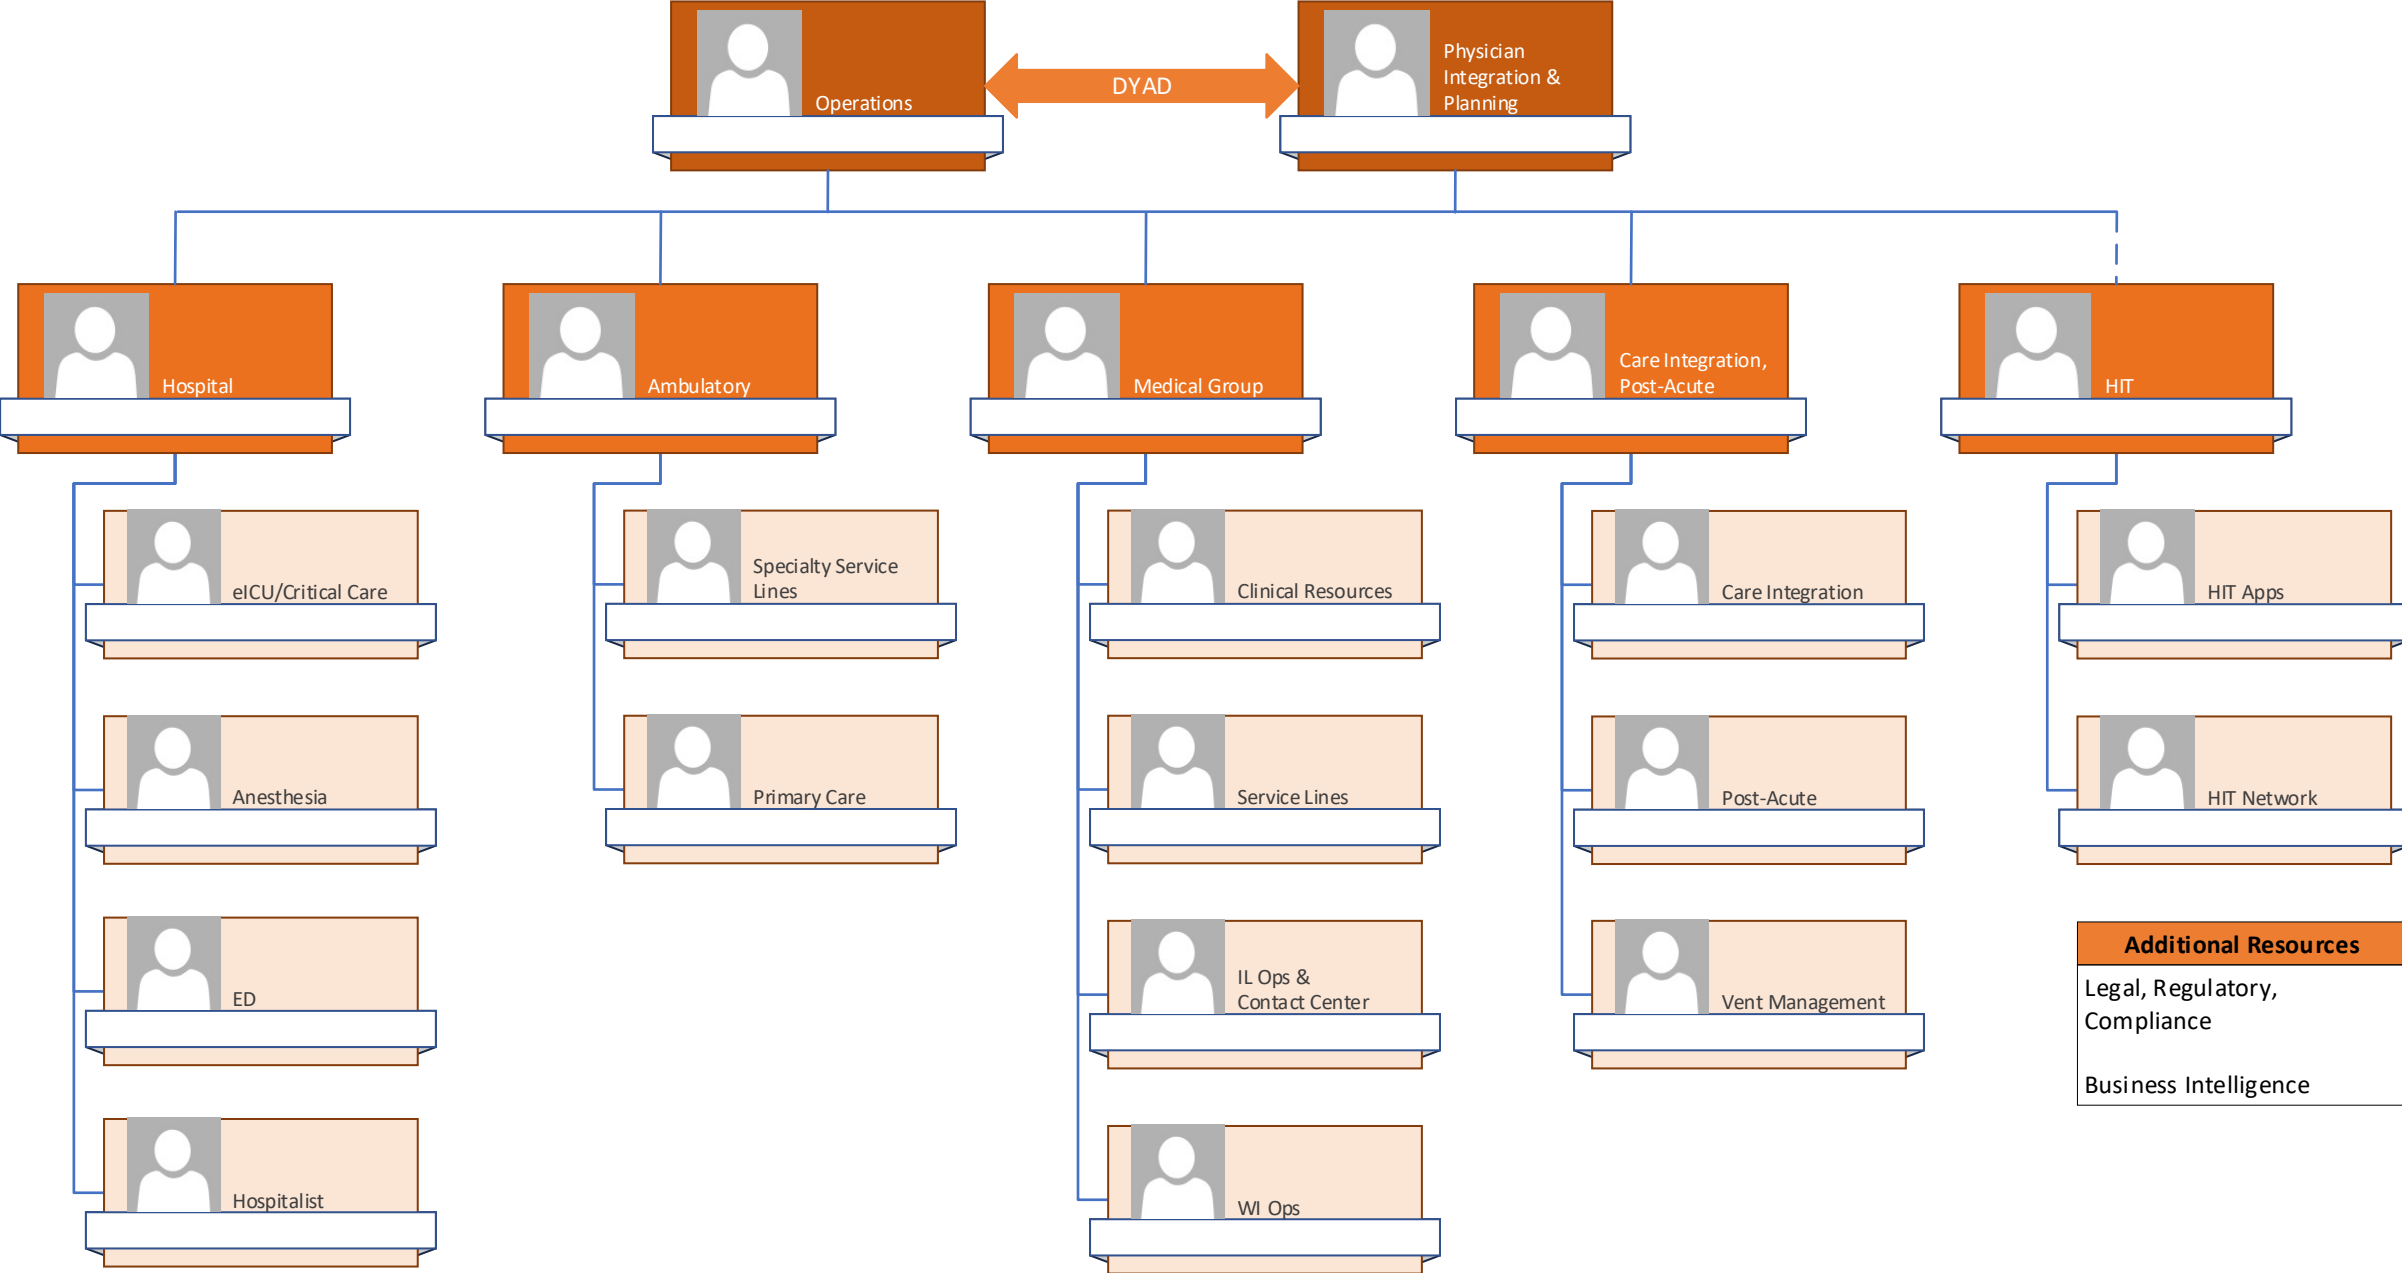 Operations
DYAD
Physician
Integration &
Planning
Hospital
Ambulatory
Medical Group
Care Integration,
Post-Acute
HIT
eICU/Critical Care
Specialty Service
Lines
Clinical Resources
Care Integration
HIT Apps
Anesthesia
Primary Care
Service Lines
Post-Acute
HIT Network
ED
IL Ops &
Contact Center
Vent Management
Additional Resources
Legal, Regulatory,
Compliance
Business Intelligence
Hospitalist
WI Ops